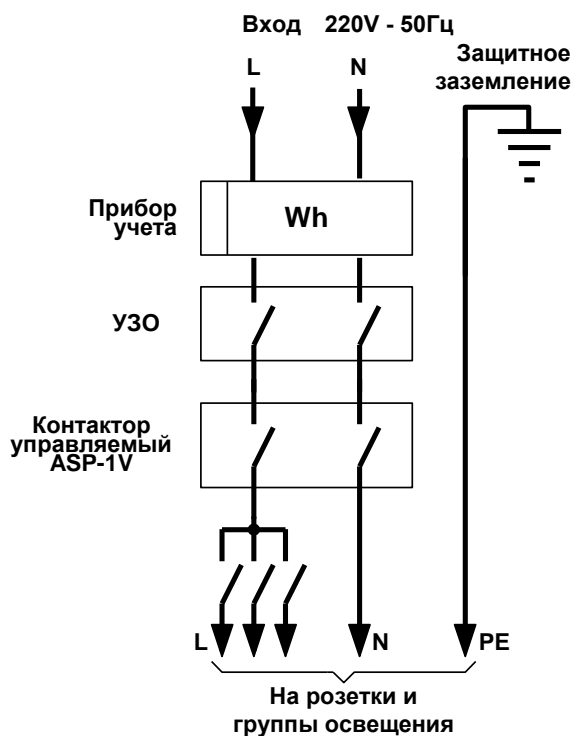 Вход 220V - 50Гц
L
N
Защитное
заземление
Прибор
учета
Wh
УЗО
Контактор
управляемый
ASP-1V
L
N
PE
На розетки и
группы освещения